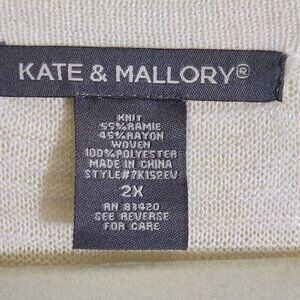 KATE & MALLORY®
KNIT
55%RAMIE
45%RAYON
WOVEN
100%POLYESTER
MADE IN CHINA
STYLE#7K152EV
2X
RN 83420
SEE REVERSE
FOR CARE